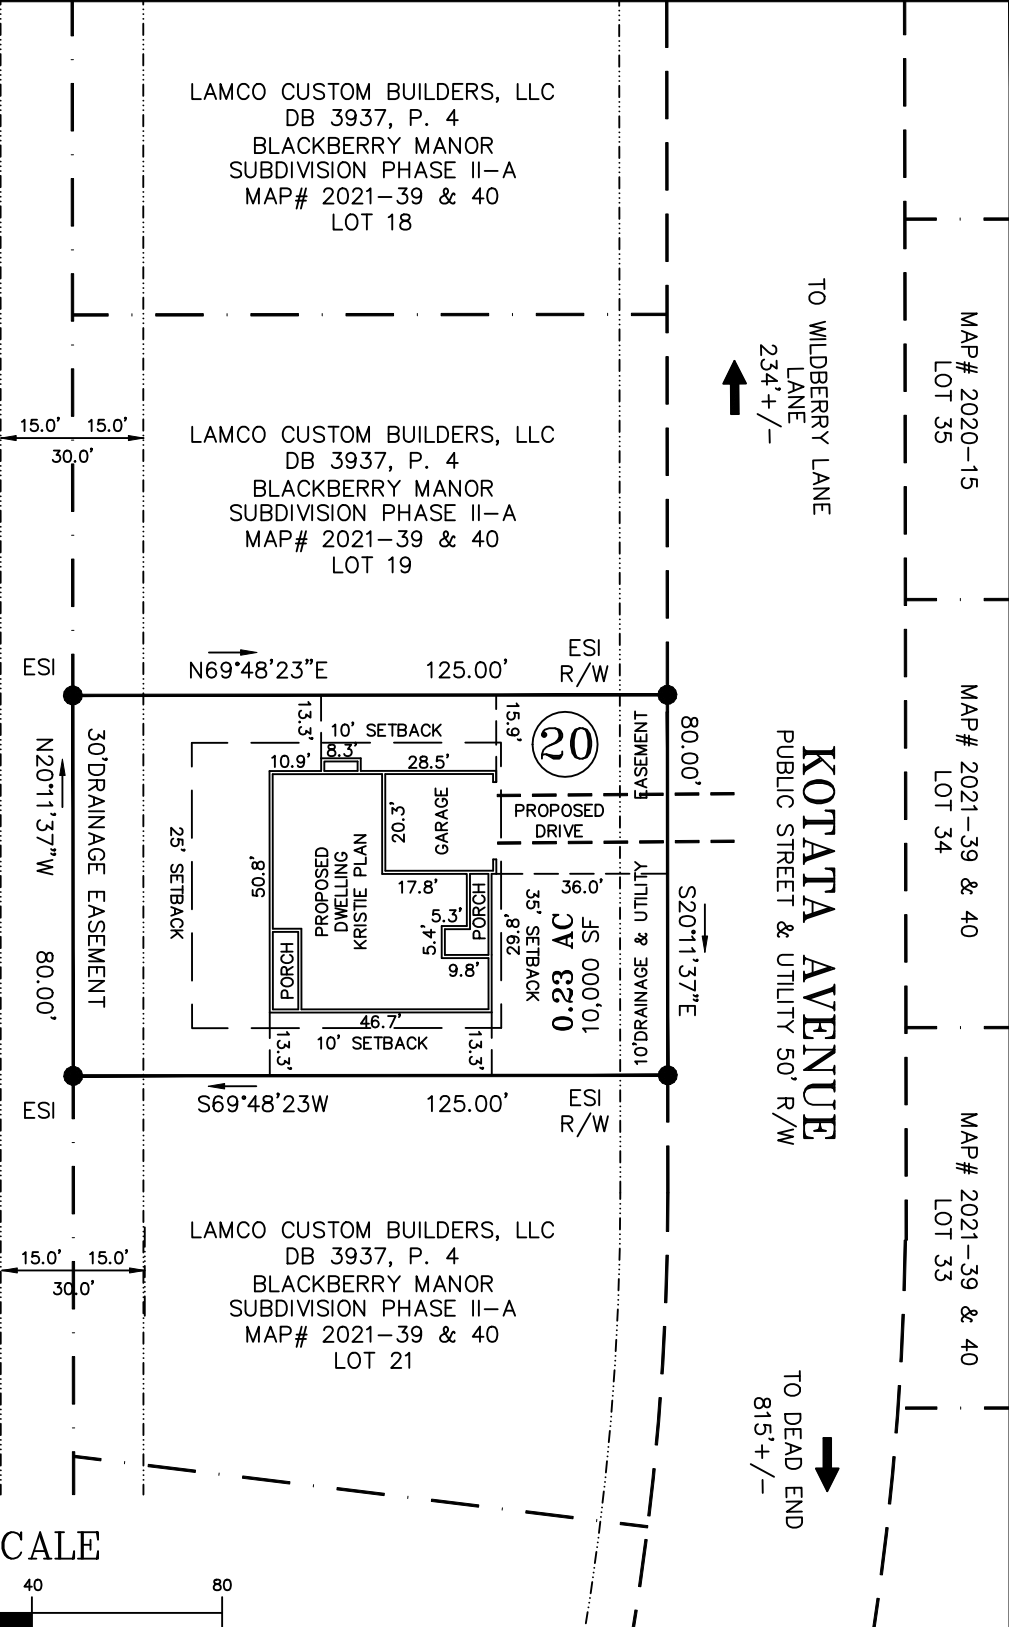 LAMCO CUSTOM BUILDERS, LLC
DB 3937, P. 4
BLACKBERRY MANOR
SUBDIVISION PHASE II-A
MAP# 2021-39 & 40
LOT 18
MAP# 2020-15
LOT 35
TO WILDBERRY LANE
LANE
234'+/-
15.0' 15.0'
30.0'
LAMCO CUSTOM BUILDERS, LLC
DB 3937, P. 4
BLACKBERRY MANOR
SUBDIVISION PHASE II-A
MAP# 2021-39 & 40
LOT 19
ESI
N69°48'23"E 125.00'
ESI
R/W
N20°11'37"W 80.00'
30'DRAINAGE EASEMENT
25' SETBACK
13.3'
10' SETBACK
15.9'
20
8.3'
10.9'
28.5'
50.8'
PROPOSED
DWELLING
KRISTIE PLAN
20.3'
GARAGE
PROPOSED
DRIVE
17.8'
36.0'
5.3'
5.4'
PORCH
9.8'
29.8'
35' SETBACK
0.23 AC
10,000 SF
PORCH
46.7'
10' SETBACK
13.3'
13.3'
10'DRAINAGE & UTILITY EASEMENT
80.00'
S20°11'37"E
KOTATA AVENUE
PUBLIC STREET & UTILITY 50' R/W
MAP# 2021-39 & 40
LOT 34
ESI
S69°48'23W 125.00'
ESI
R/W
MAP# 2021-39 & 40
LOT 33
15.0' 15.0'
30.0'
LAMCO CUSTOM BUILDERS, LLC
DB 3937, P. 4
BLACKBERRY MANOR
SUBDIVISION PHASE II-A
MAP# 2021-39 & 40
LOT 21
TO DEAD END
815'+/-
CALE
40 80